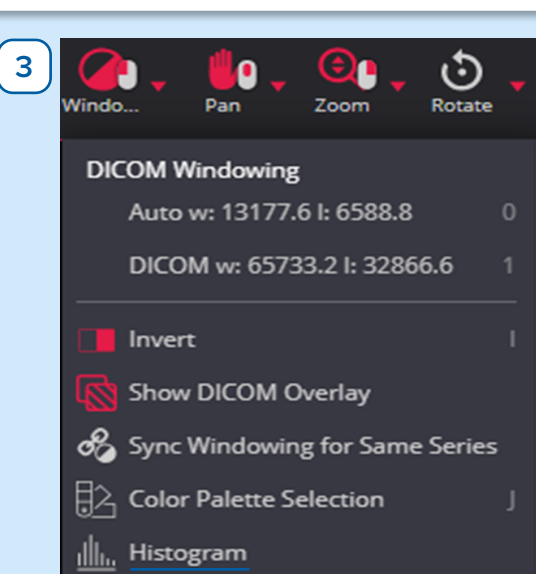 3
Windo... Pan Zoom Rotate
DICOM Windowing
Auto w: 13177.6 l: 6588.8 0
DICOM w: 65733.2 l: 32866.6 1
Invert I
Show DICOM Overlay
Sync Windowing for Same Series
Color Palette Selection J
Histogram